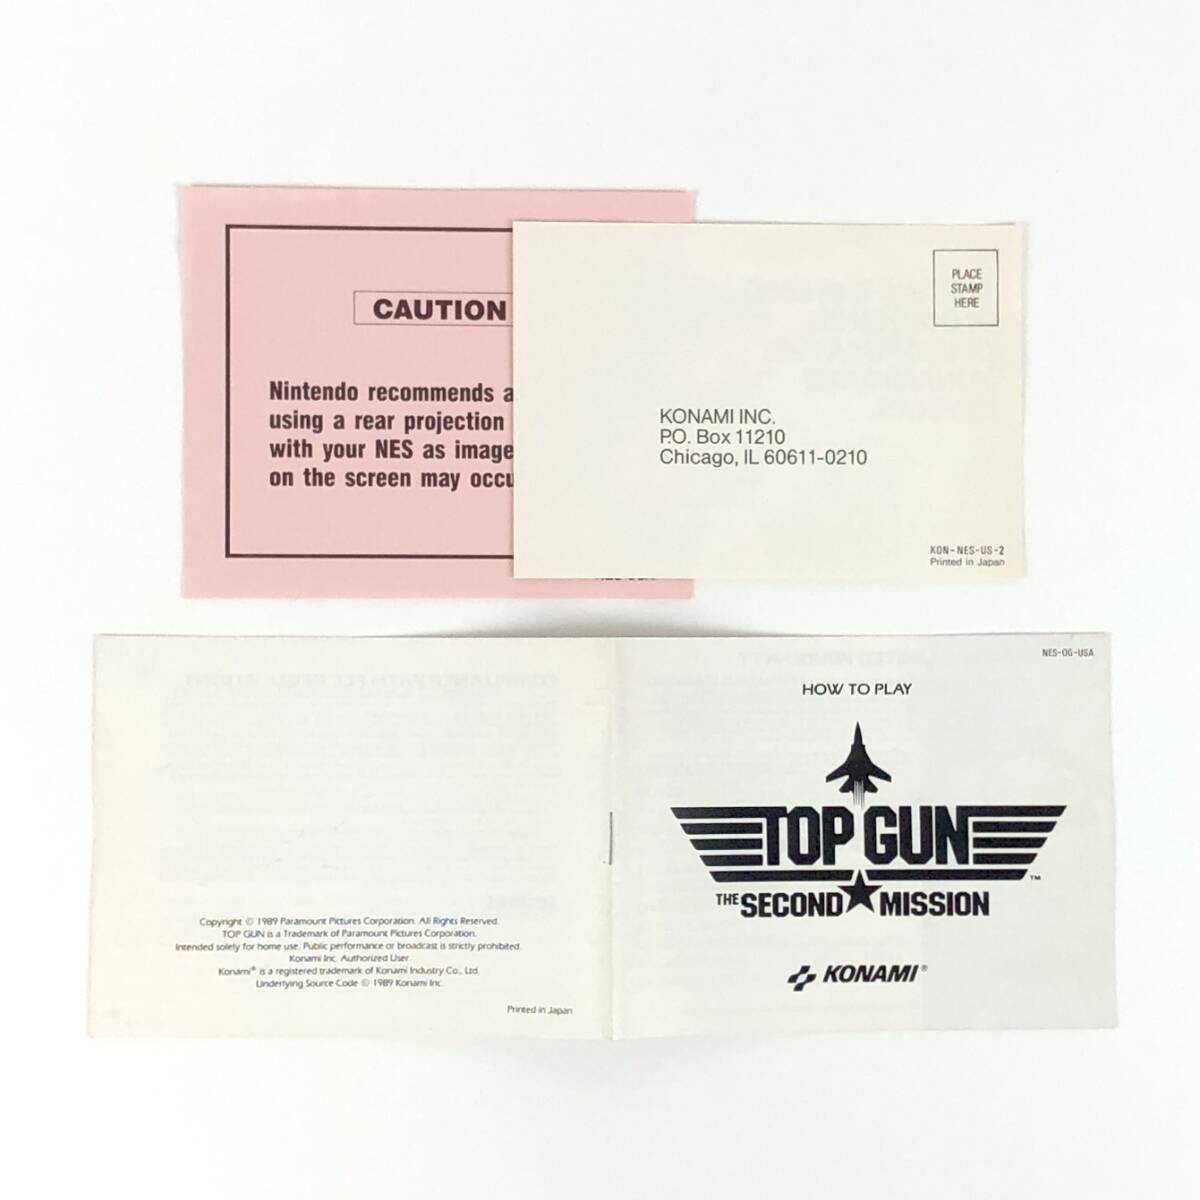 CAUTION
Nintendo recommends a
using a rear projection
with your NES as image
on the screen may occu
PLACE
STAMP
HERE
KONAMI INC.
P.O. Box 11210
Chicago, IL 60611-0210
KON-NES-US-2
Printed in Japan
NES-OG-USA
HOW TO PLAY
TOP GUN™
THE SECOND MISSION
KONAMI®
Copyright © 1989 Paramount Pictures Corporation. All Rights Reserved.
TOP GUN is a Trademark of Paramount Pictures Corporation.
Intended solely for home use. Public performance or broadcast is strictly prohibited.
Konami Inc. Authorized User.
Konami® is a registered trademark of Konami Industry Co., Ltd.
Underlying Source Code © 1989 Konami Inc.
Printed in Japan